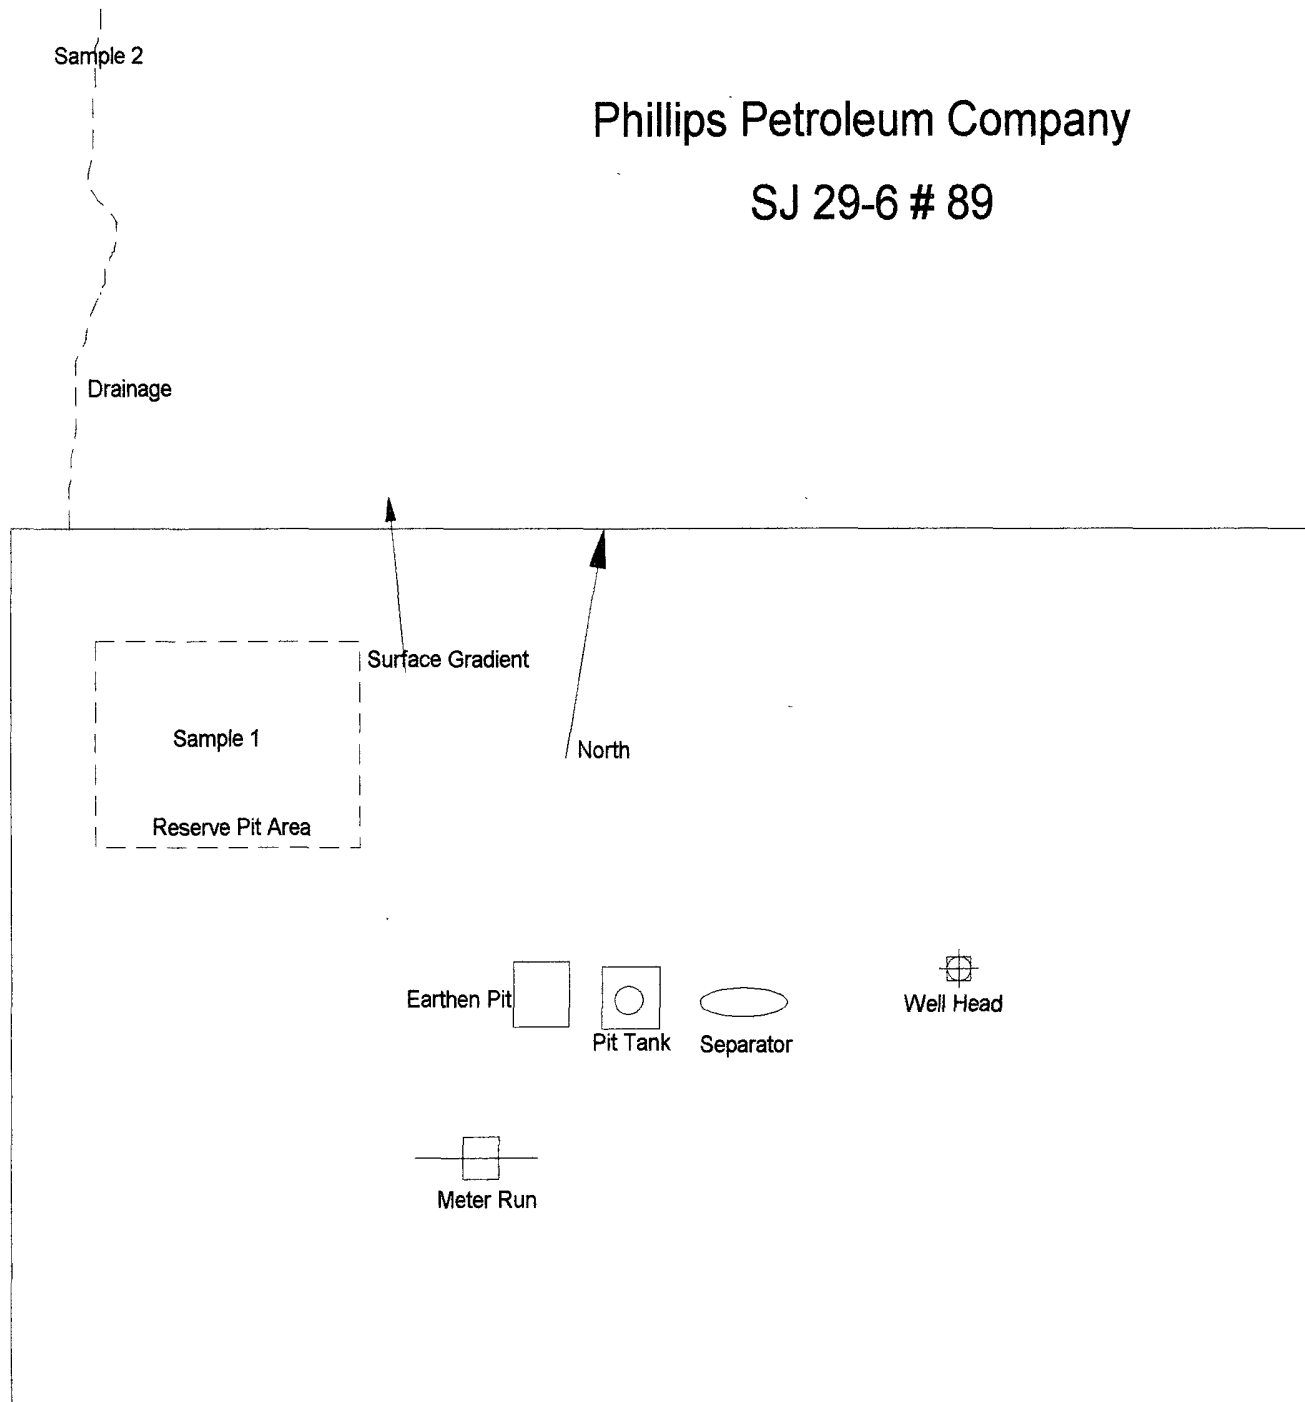 Sample 2
Phillips Petroleum Company
SJ 29-6 # 89
Drainage
Surface Gradient
Sample 1
North
Reserve Pit Area
Earthen Pit
Well Head
Pit Tank
Separator
Meter Run